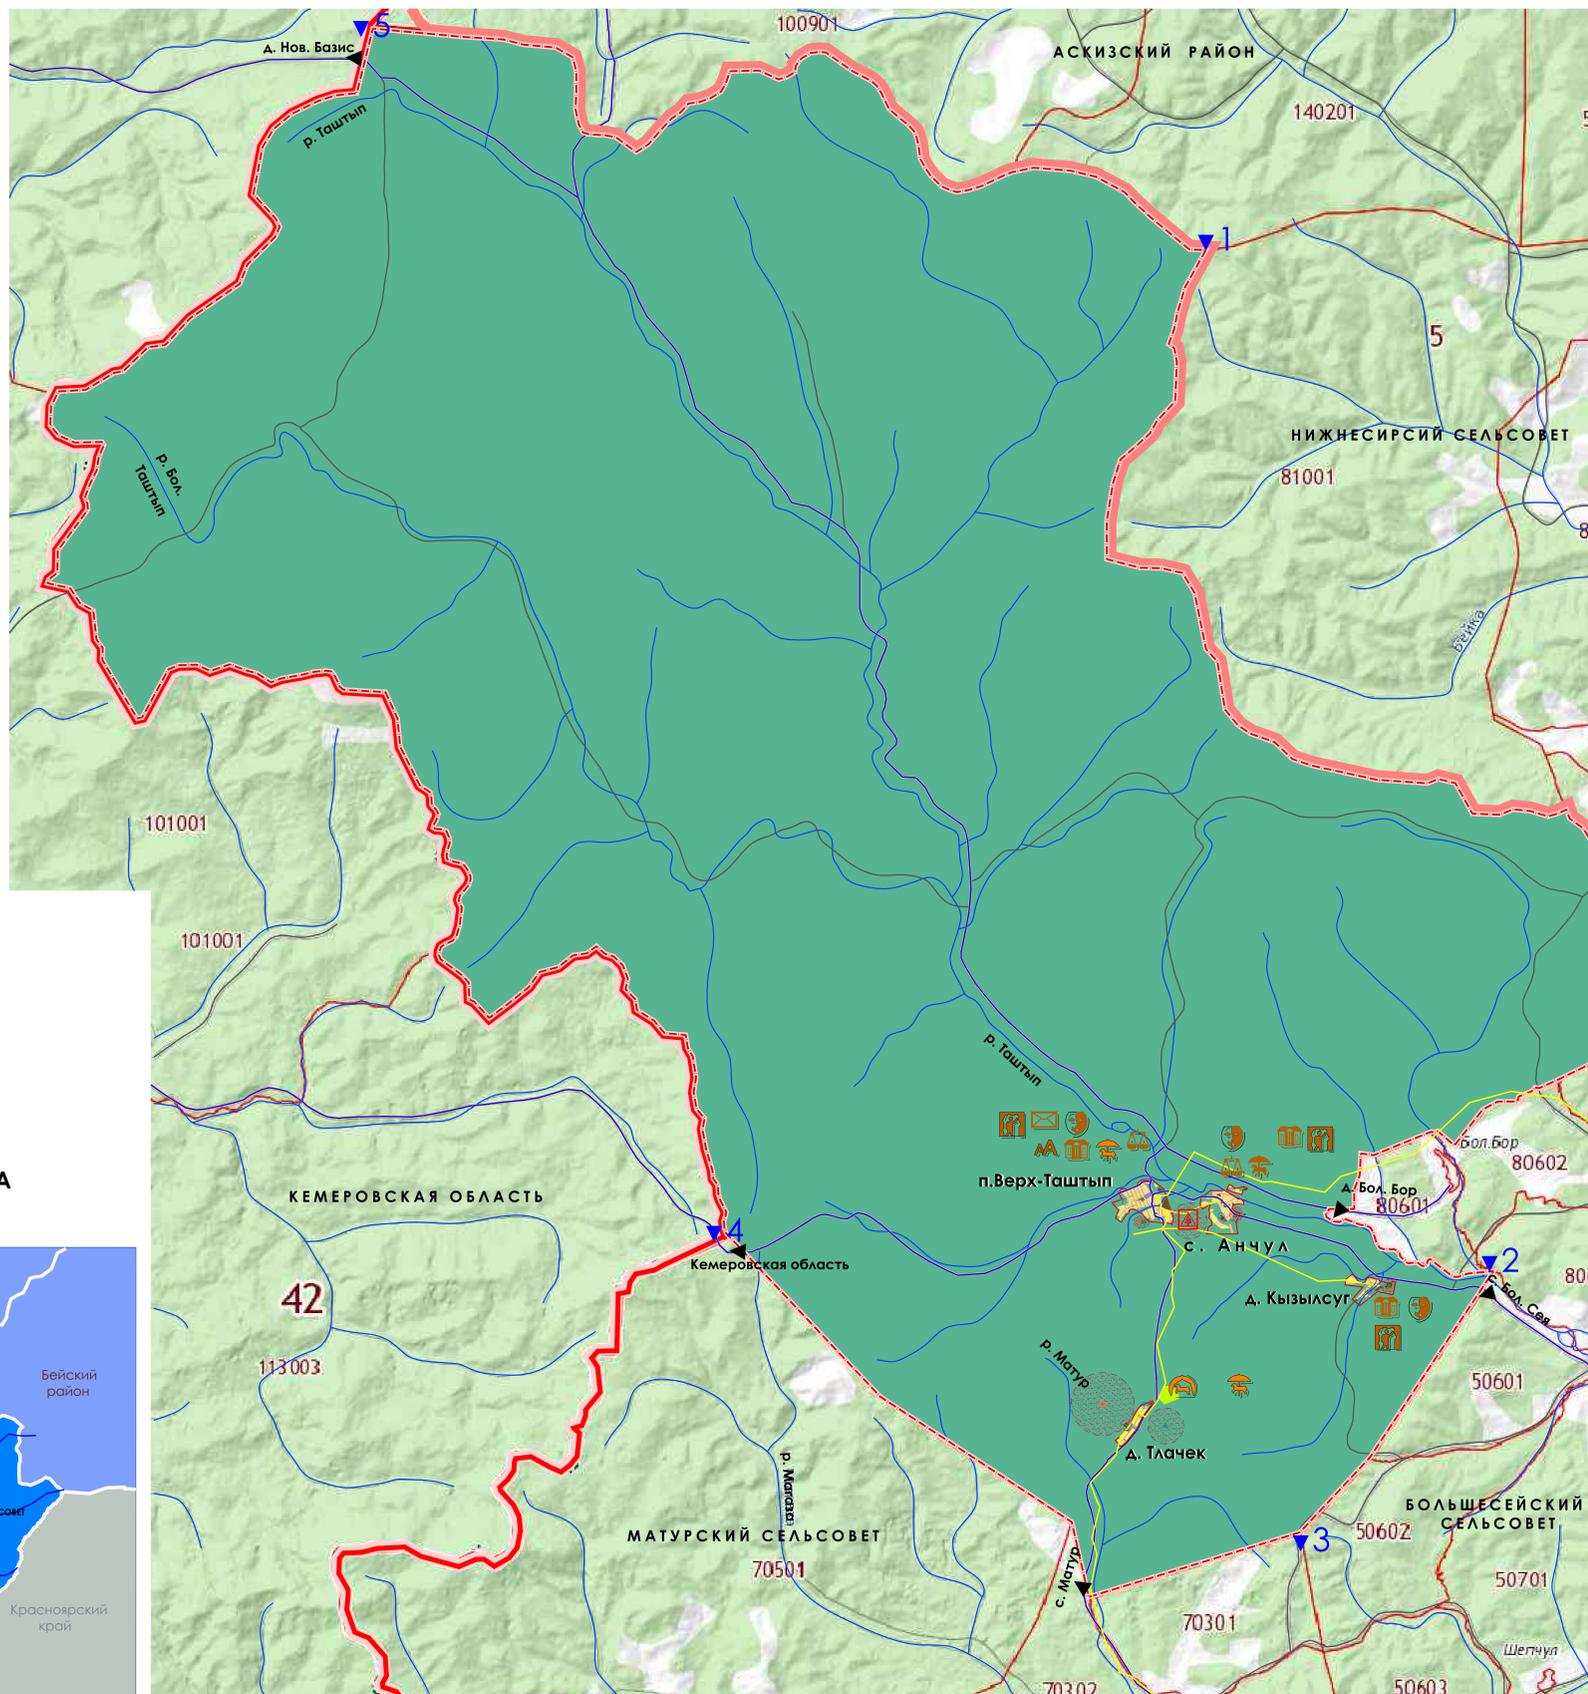 5
100901
д. Нов. Базис
АСКИЗСКИЙ РАЙОН
140201
р. Таштып
1
5
НИЖНЕСИРСИЙ СЕЛЬСОВЕТ
р. Бол.
Таштып
81001
Бейка
101001
101001
р. Таштып
А
п.Верх-Таштып
Бол.Бор
80602
д. Бол. Бор
80601
КЕМЕРОВСКАЯ ОБЛАСТЬ
4
с. Анчул
Кемеровская область
2
42
д. Кызылсуг
с. Бол. Сея
113003
р. Матур
Бейский
район
50601
д. Тлачек
БОЛЬШЕСЕЙСКИЙ
СЕЛЬСОВЕТ
МАТУРСКИЙ СЕЛЬСОВЕТ
3
50602
70501
с. Матур
50701
Красноярский
край
70301
Шепчул
70302
50603